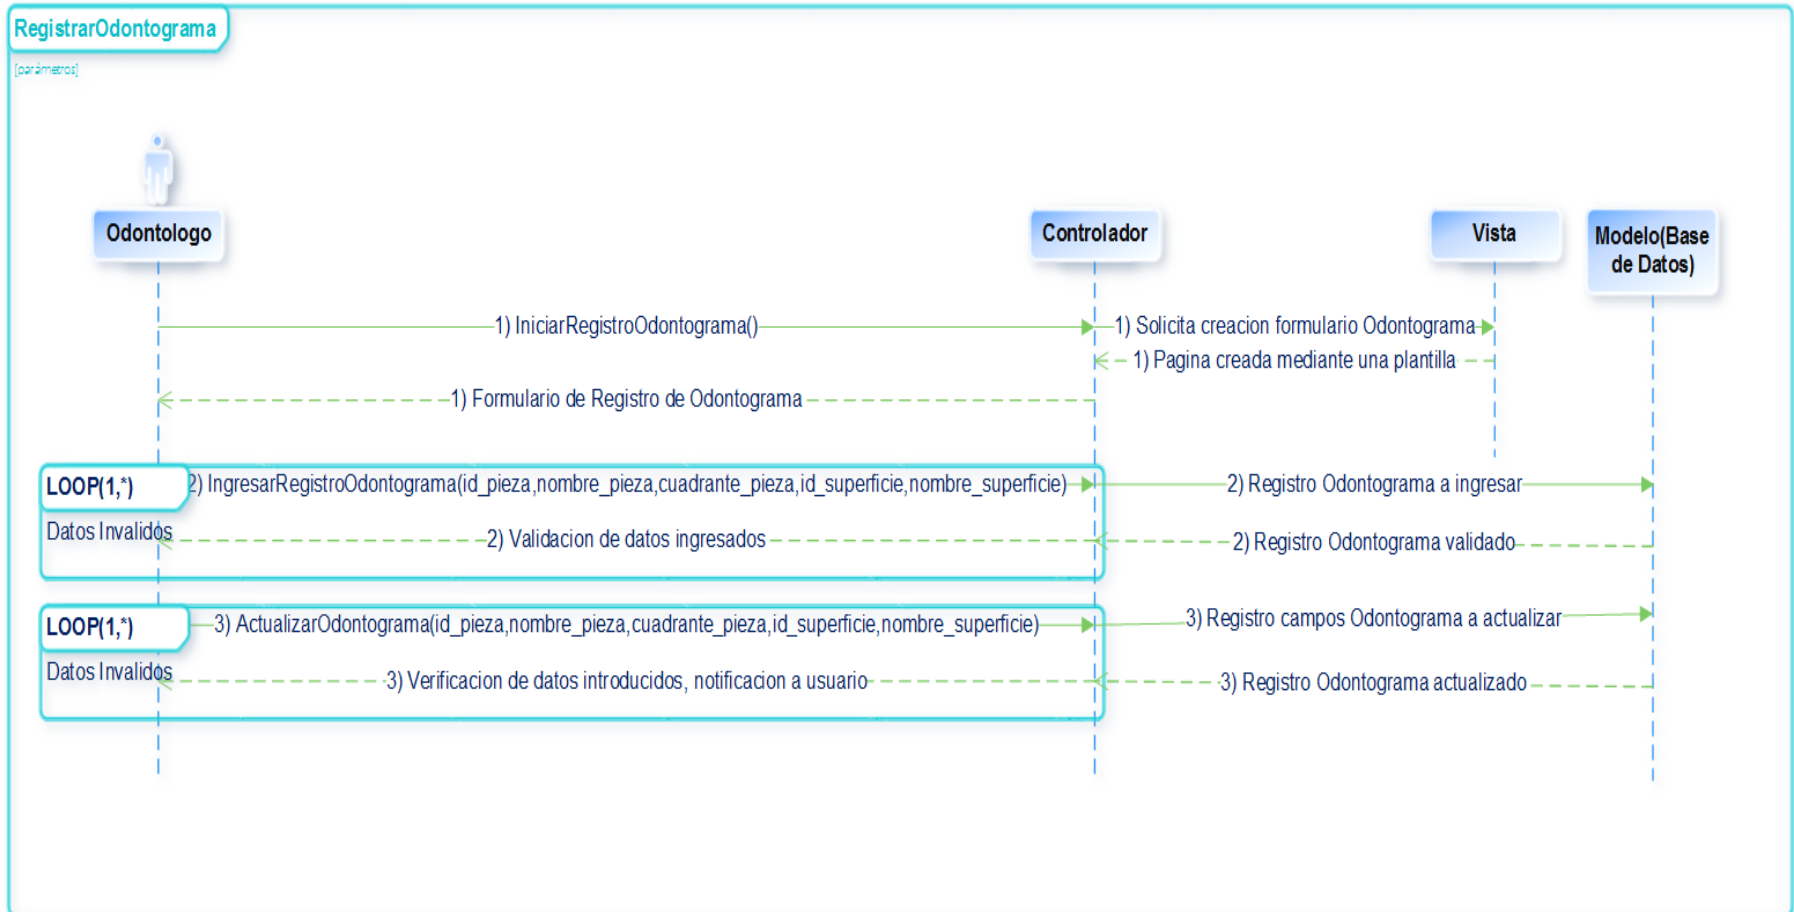 RegistrarOdontograma
[parámetros]
Odontologo
Controlador
Vista
Modelo(Base
de Datos)
1) IniciarRegistroOdontograma()
1) Solicita creacion formulario Odontograma
1) Pagina creada mediante una plantilla
1) Formulario de Registro de Odontograma
LOOP(1,*)
2) IngresarRegistroOdontograma(id_pieza,nombre_pieza,cuadrante_pieza,id_superficie,nombre_superficie)
2) Registro Odontograma a ingresar
Datos Invalidos
2) Validacion de datos ingresados
2) Registro Odontograma validado
LOOP(1,*)
3) ActualizarOdontograma(id_pieza,nombre_pieza,cuadrante_pieza,id_superficie,nombre_superficie)
3) Registro campos Odontograma a actualizar
Datos Invalidos
3) Verificacion de datos introducidos, notificacion a usuario
3) Registro Odontograma actualizado